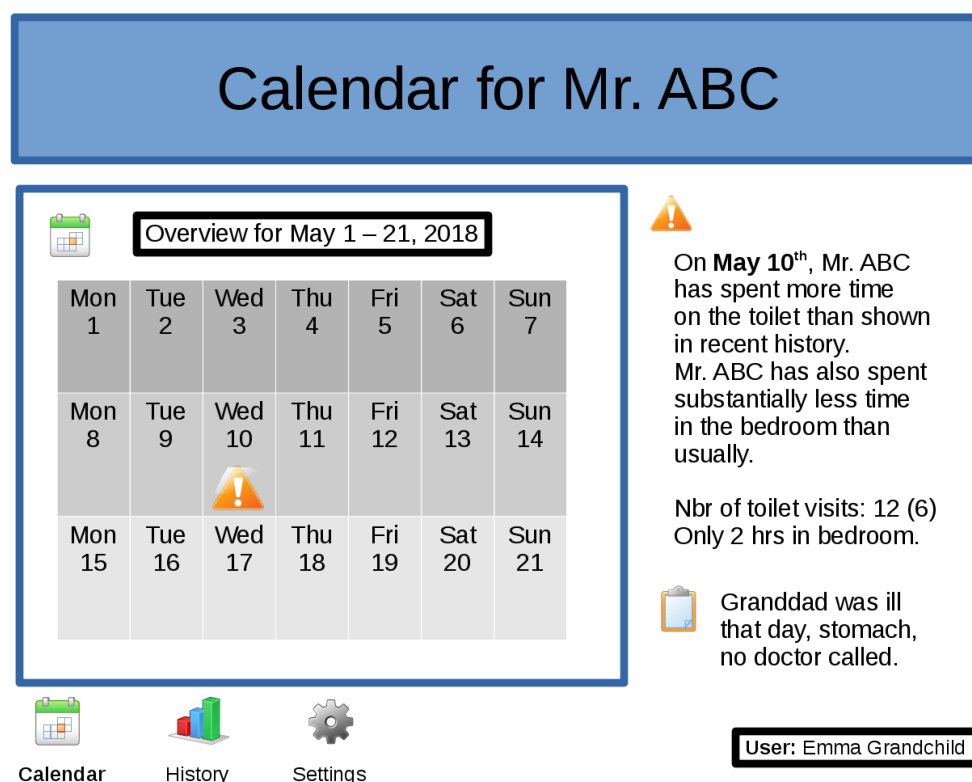 Calendar for Mr. ABC
Overview for May 1 – 21, 2018
Mon Tue Wed Thu Fri Sat Sun
1 2 3 4 5 6 7
Mon Tue Wed Thu Fri Sat Sun
8 9 10 11 12 13 14
Mon Tue Wed Thu Fri Sat Sun
15 16 17 18 19 20 21
On May 10th, Mr. ABC
has spent more time
on the toilet than shown
in recent history.
Mr. ABC has also spent
substantially less time
in the bedroom than
usually.
Nbr of toilet visits: 12 (6)
Only 2 hrs in bedroom.
Granddad was ill
that day, stomach,
no doctor called.
Calendar History Settings
User: Emma Grandchild